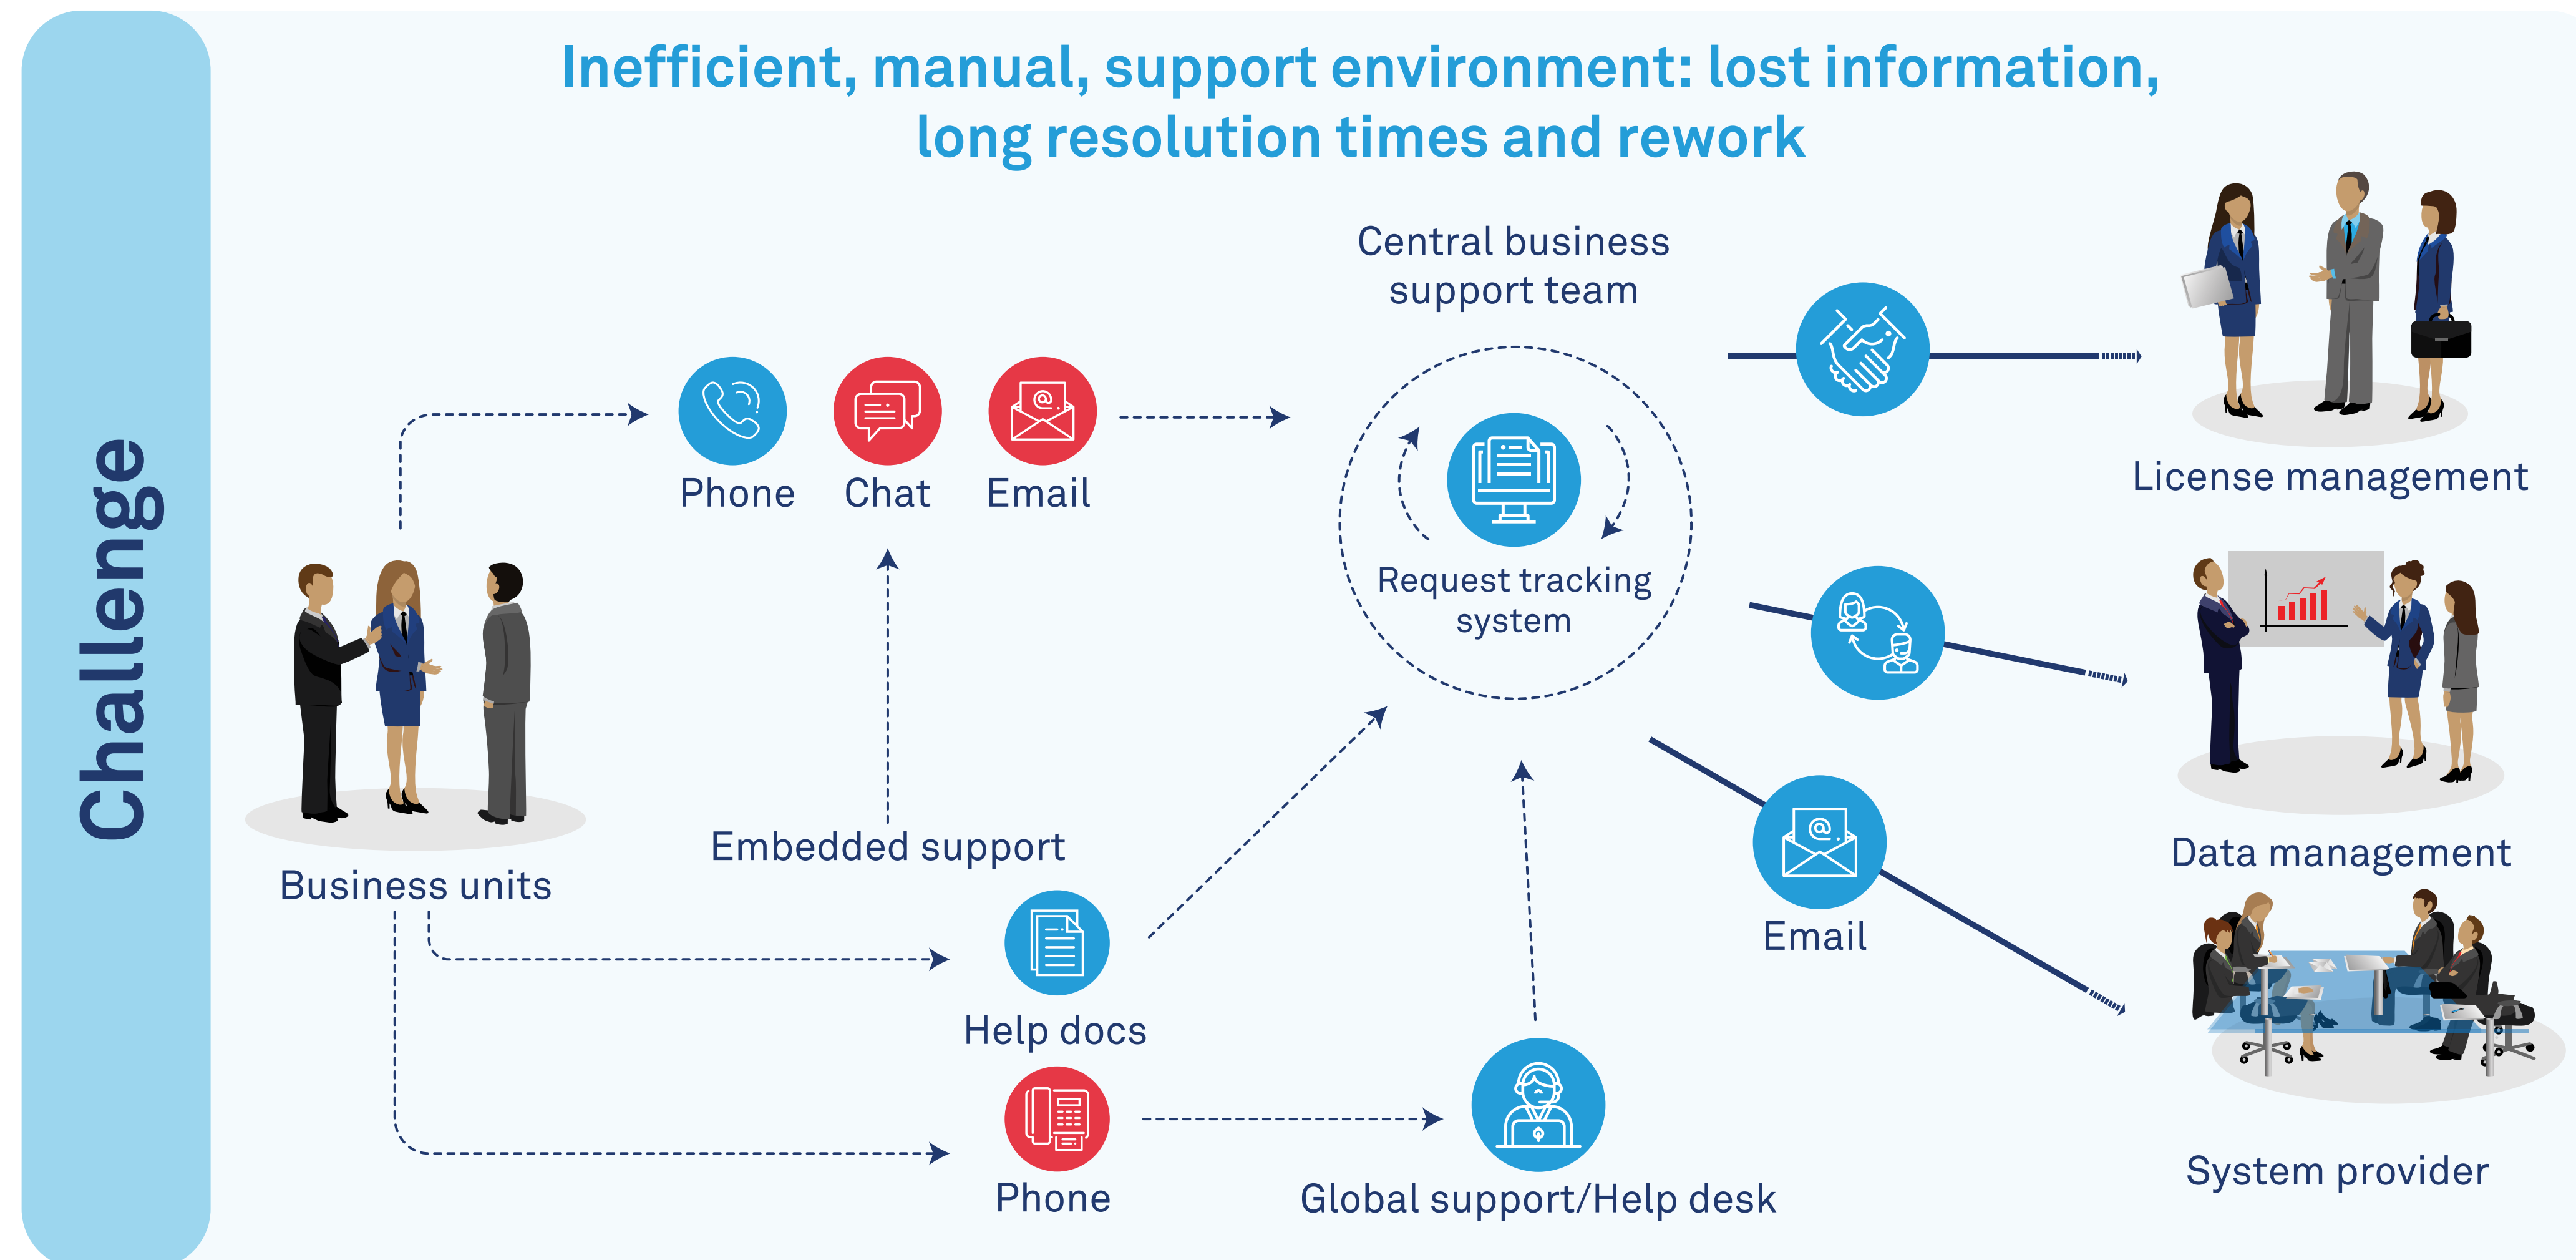 Challenge
Inefficient, manual, support environment: lost information,
long resolution times and rework
Central business
support team
Phone
Chat
Email
Request tracking
system
License management
Business units
Embedded support
Help docs
Phone
Global support/Help desk
Email
Data management
System provider